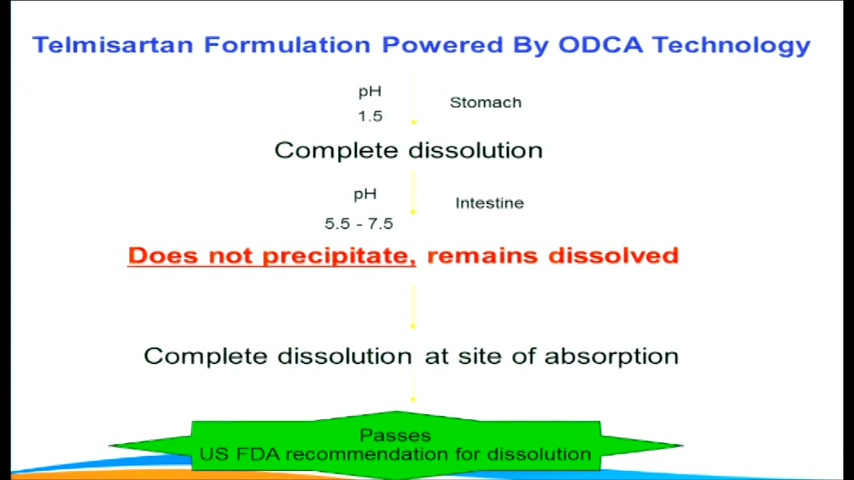 Telmisartan Formulation Powered By ODCA Technology
pH
1.5
Stomach
Complete dissolution
pH
5.5 - 7.5
Intestine
Does not precipitate, remains dissolved
Complete dissolution at site of absorption
Passes
US FDA recommendation for dissolution